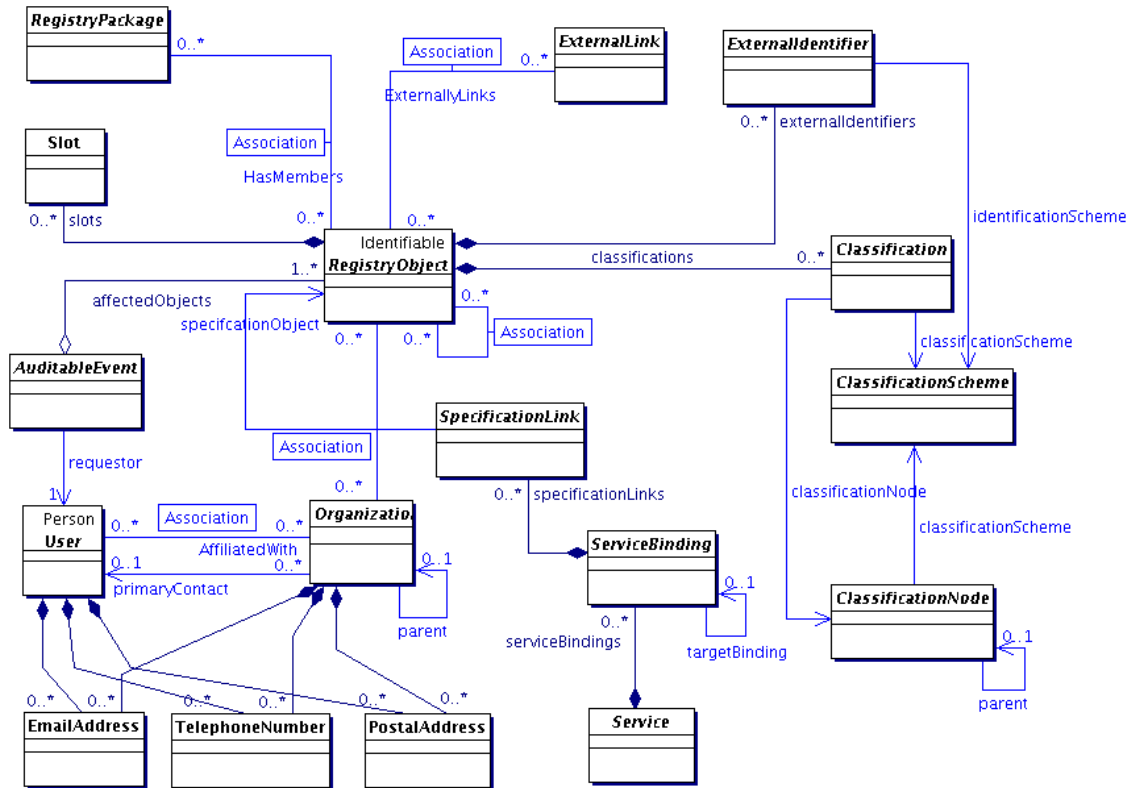 RegistryPackage
0..*
Association
HasMembers
0..*
Association
ExternallyLinks
0..*
0..*
ExternalLink
ExternalIdentifier
0..* externalIdentifiers
identificationScheme
Slot
0..* slots
Identifiable
RegistryObject
classifications
0..*
Classification
1..*
affectedObjects
specifcationObject
0..*
0..*
0..*
Association
classificationScheme
AuditableEvent
ClassificationScheme
SpecificationLink
Association
requestor
0..*
0..* specificationLinks
classificationNode
classificationScheme
1
Person
User
0..*
Association
0..*
AffiliatedWith
Organization
ServiceBinding
0..1
0..*
primaryContact
0..1
parent
0..1
0..*
serviceBindings
targetBinding
ClassificationNode
0..1
parent
0..*
0..*
0..*
0..*
0..*
0..*
EmailAddress
TelephoneNumber
PostalAddress
Service